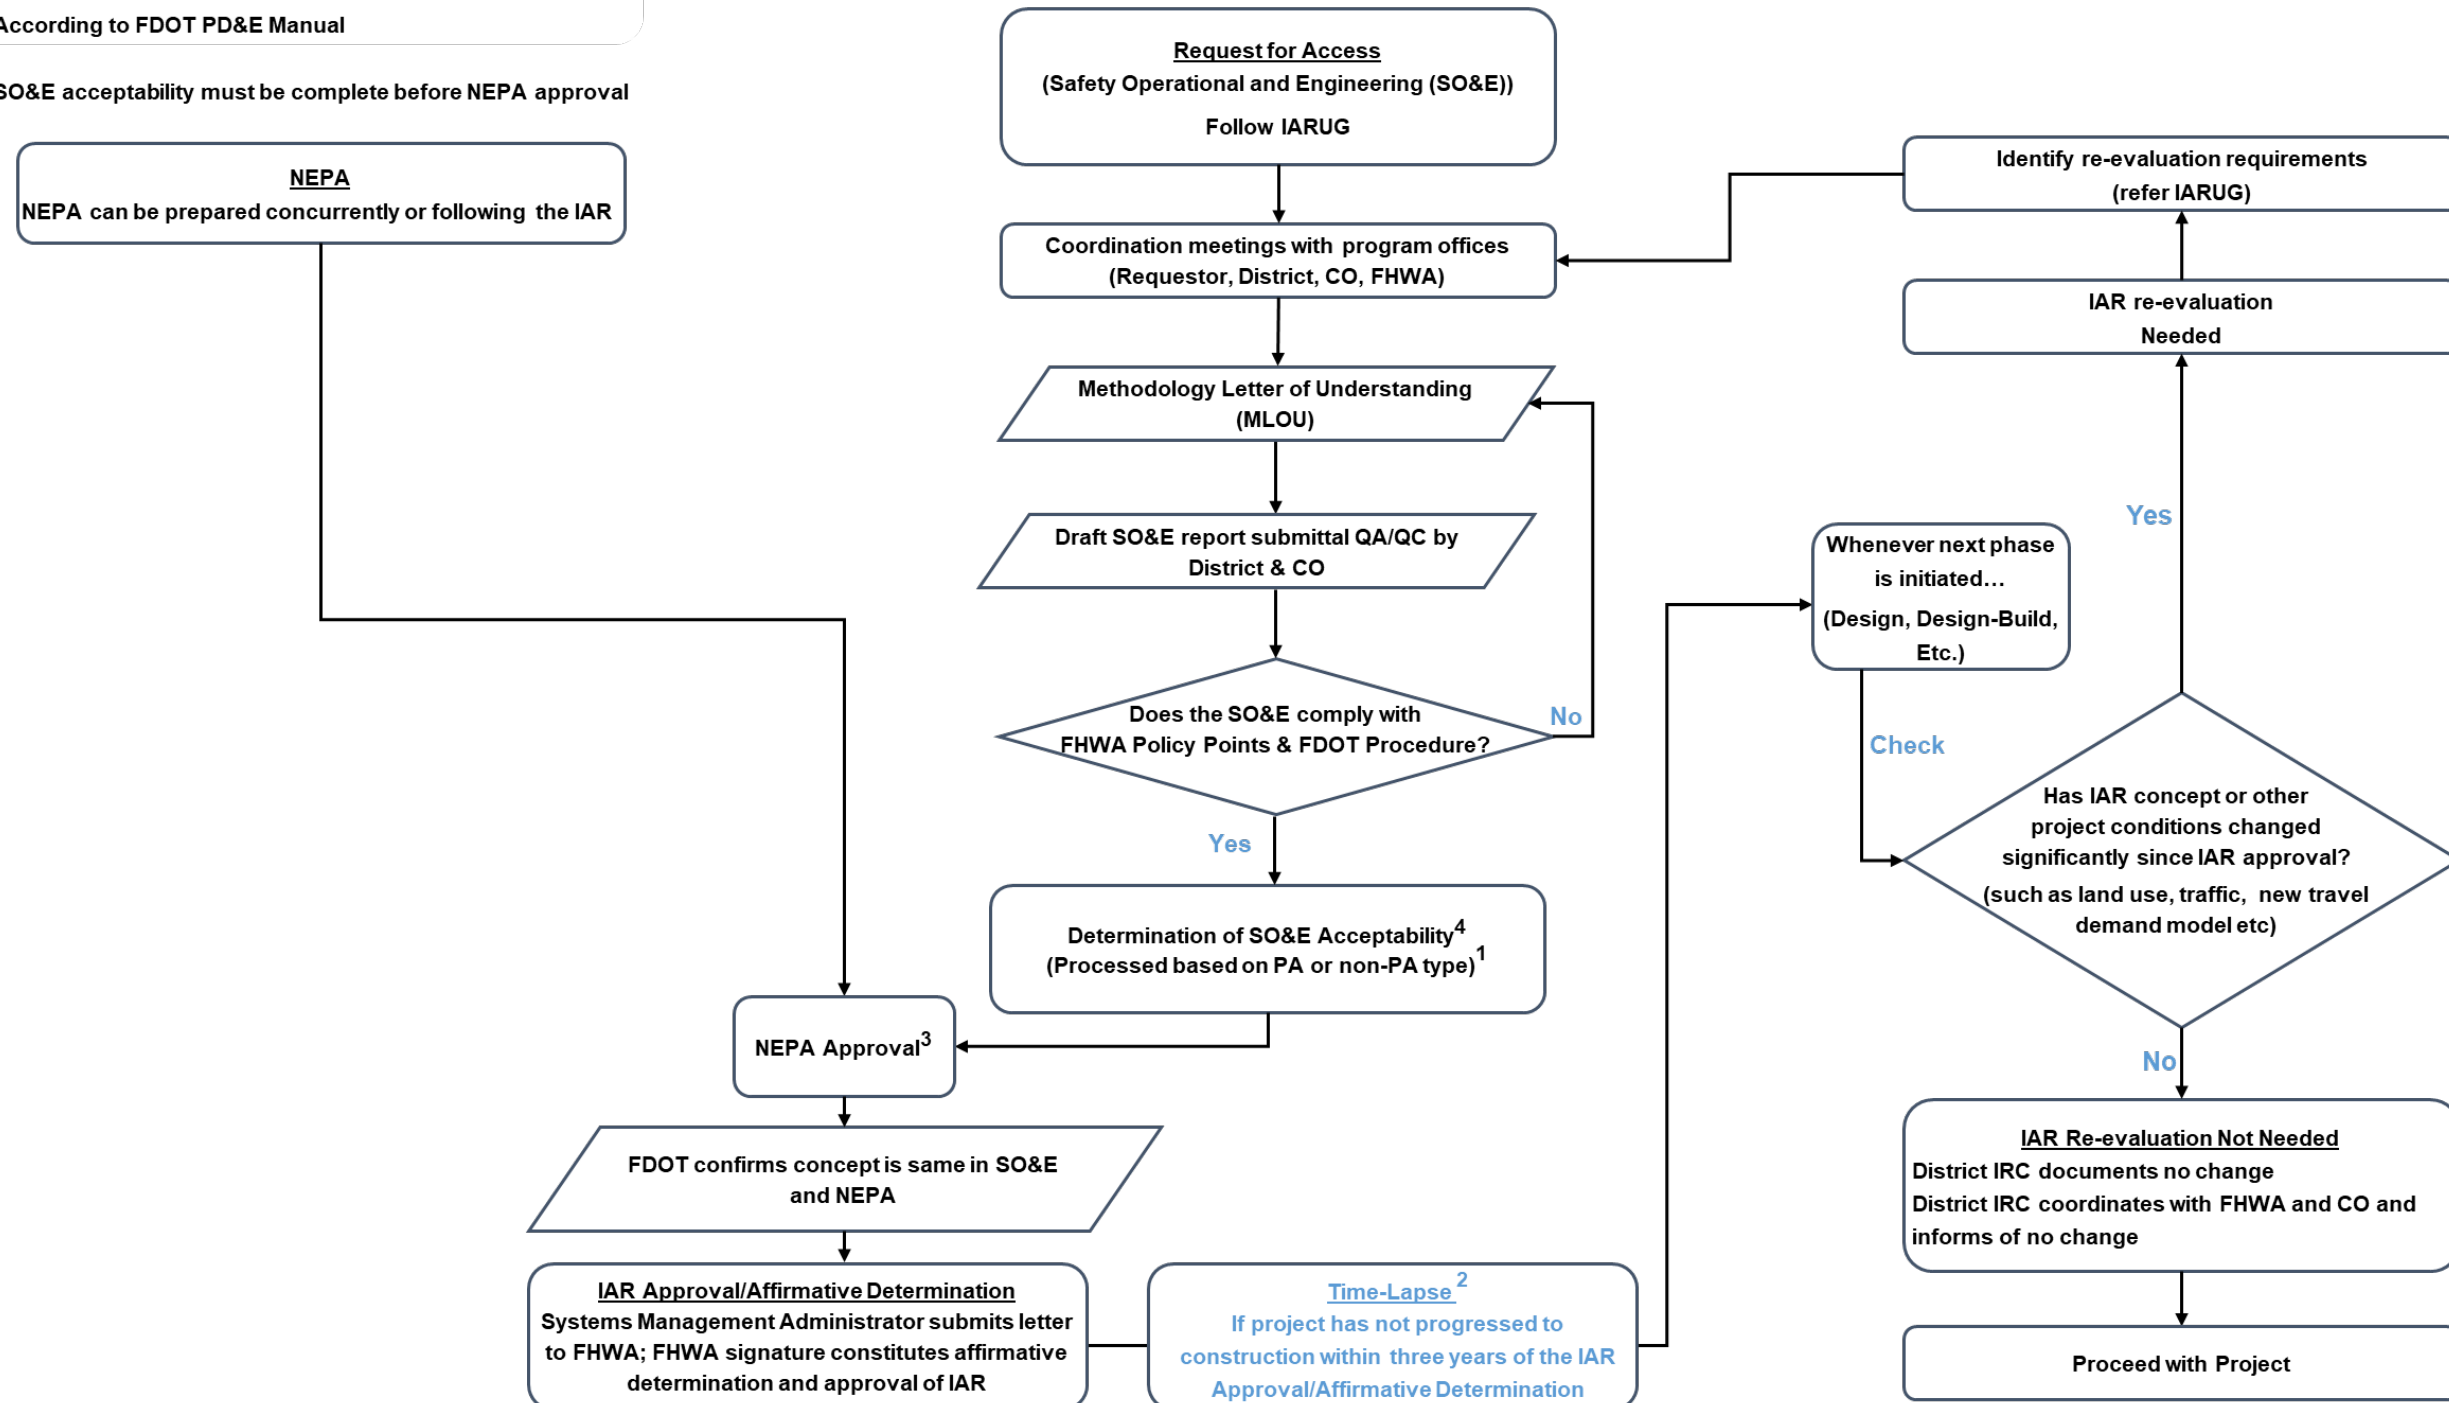 According to FDOT PD&E Manual
SO&E acceptability must be complete before NEPA approval
NEPA
NEPA can be prepared concurrently or following the IAR
Request for Access
(Safety Operational and Engineering (SO&E))
Follow IARUG
Coordination meetings with program offices
(Requestor, District, CO, FHWA)
Methodology Letter of Understanding
(MLOU)
Draft SO&E report submittal QA/QC by
District & CO
Does the SO&E comply with
FHWA Policy Points & FDOT Procedure?
No
Yes
Determination of SO&E Acceptability4
(Processed based on PA or non-PA type)1
NEPA Approval3
FDOT confirms concept is same in SO&E
and NEPA
IAR Approval/Affirmative Determination
Systems Management Administrator submits letter
to FHWA; FHWA signature constitutes affirmative
determination and approval of IAR
Time-Lapse 2
If project has not progressed to
construction within three years of the IAR
Approval/Affirmative Determination
Whenever next phase
is initiated…
(Design, Design-Build,
Etc.)
Check
Identify re-evaluation requirements
(refer IARUG)
IAR re-evaluation
Needed
Yes
Has IAR concept or other
project conditions changed
significantly since IAR approval?
(such as land use, traffic, new travel
demand model etc)
No
IAR Re-evaluation Not Needed
District IRC documents no change
District IRC coordinates with FHWA and CO and
informs of no change
Proceed with Project